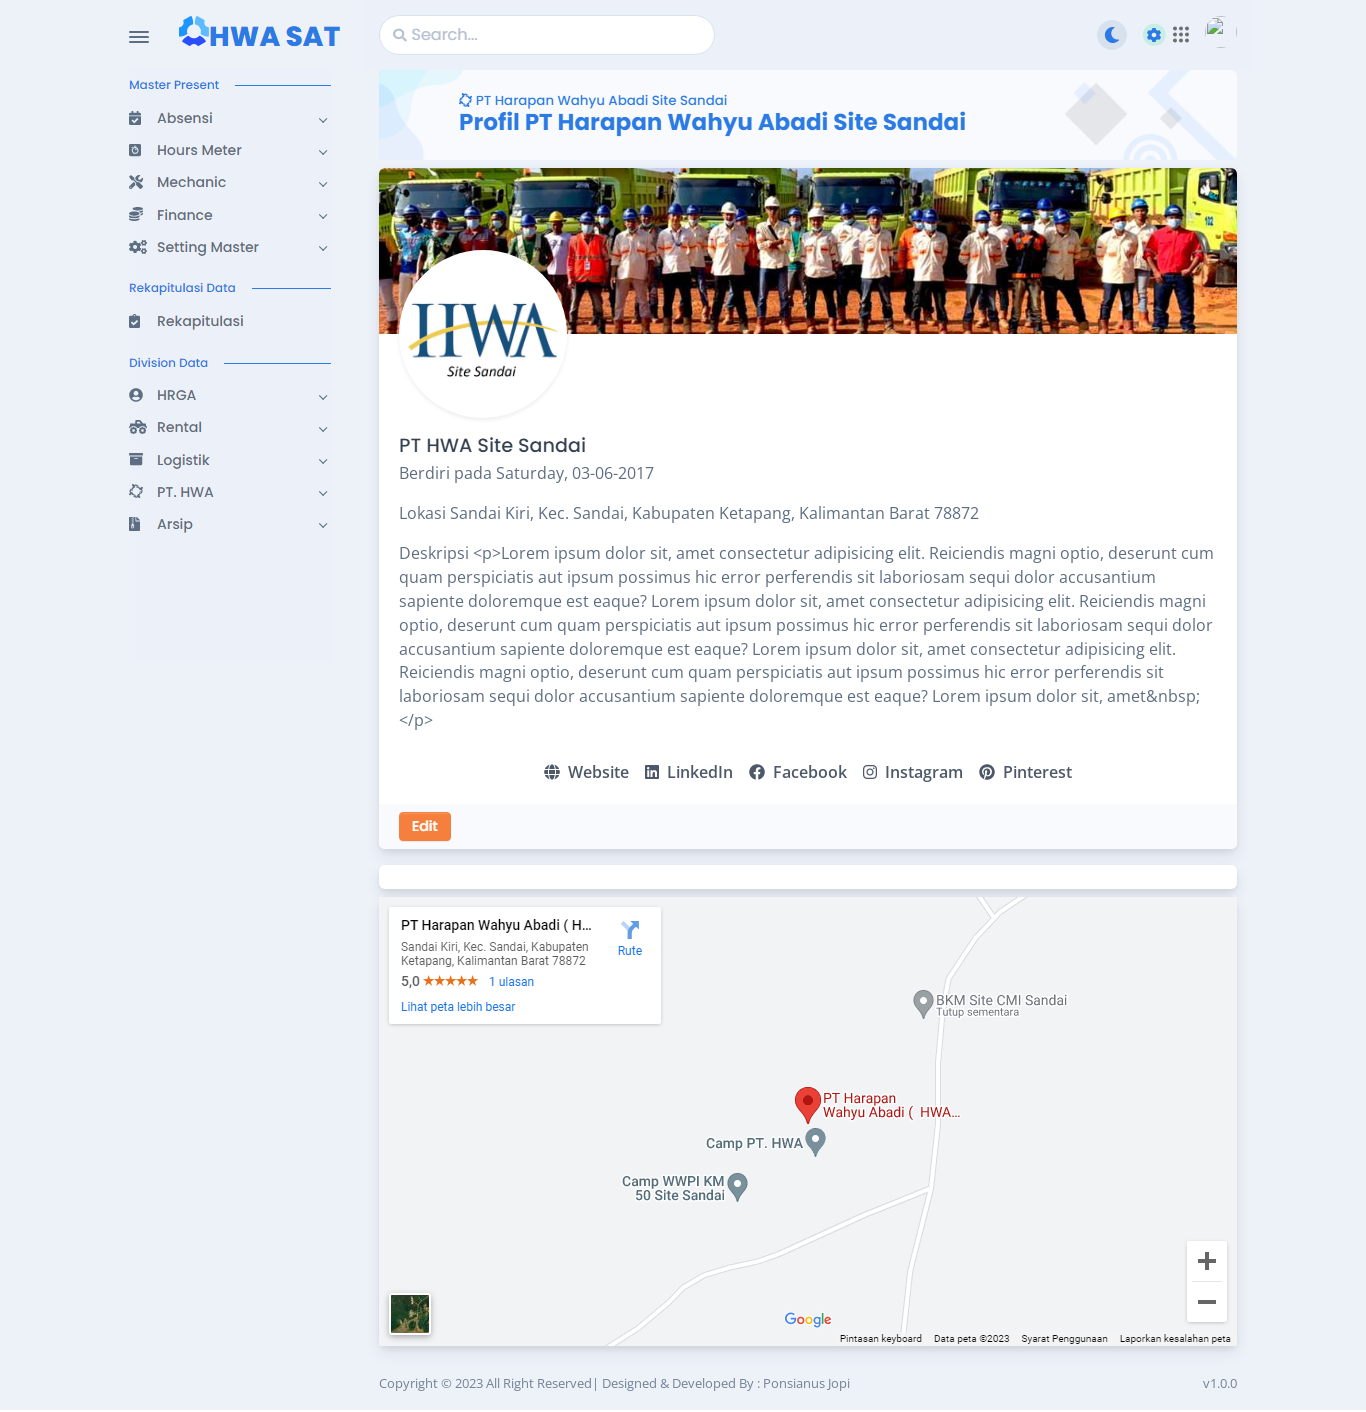 HWA SAT
Search...
Master Present
Absensi
Hours Meter
Mechanic
Finance
Setting Master
Rekapitulasi Data
Rekapitulasi
Division Data
HRGA
Rental
Logistik
PT. HWA
Arsip
PT Harapan Wahyu Abadi Site Sandai
Profil PT Harapan Wahyu Abadi Site Sandai
HWA
Site Sandai
PT HWA Site Sandai
Berdiri pada Saturday, 03-06-2017
Lokasi Sandai Kiri, Kec. Sandai, Kabupaten Ketapang, Kalimantan Barat 78872
Deskripsi <p>Lorem ipsum dolor sit, amet consectetur adipisicing elit. Reiciendis magni optio, deserunt cum
quam perspiciatis aut ipsum possimus hic error perferendis sit laboriosam sequi dolor accusantium
sapiente doloremque est eaque? Lorem ipsum dolor sit, amet consectetur adipisicing elit. Reiciendis magni
optio, deserunt cum quam perspiciatis aut ipsum possimus hic error perferendis sit laboriosam sequi dolor
accusantium sapiente doloremque est eaque? Lorem ipsum dolor sit, amet consectetur adipisicing elit.
Reiciendis magni optio, deserunt cum quam perspiciatis aut ipsum possimus hic error perferendis sit
laboriosam sequi dolor accusantium sapiente doloremque est eaque? Lorem ipsum dolor sit, amet&nbsp;
</p>
Website LinkedIn Facebook Instagram Pinterest
Edit
PT Harapan Wahyu Abadi ( H...
Sandai Kiri, Kec. Sandai, Kabupaten
Ketapang, Kalimantan Barat 78872
5,0 ★★★★★ 1 ulasan
Lihat peta lebih besar
Rute
BKM Site CMI Sandai
Tutup sementara
PT Harapan
Wahyu Abadi ( HWA...
Camp PT. HWA
Camp WWPI KM
50 Site Sandai
Google
Pintasan keyboard Data peta ©2023 Syarat Penggunaan Laporkan kesalahan peta
Copyright © 2023 All Right Reserved| Designed & Developed By : Ponsianus Jopi
v1.0.0